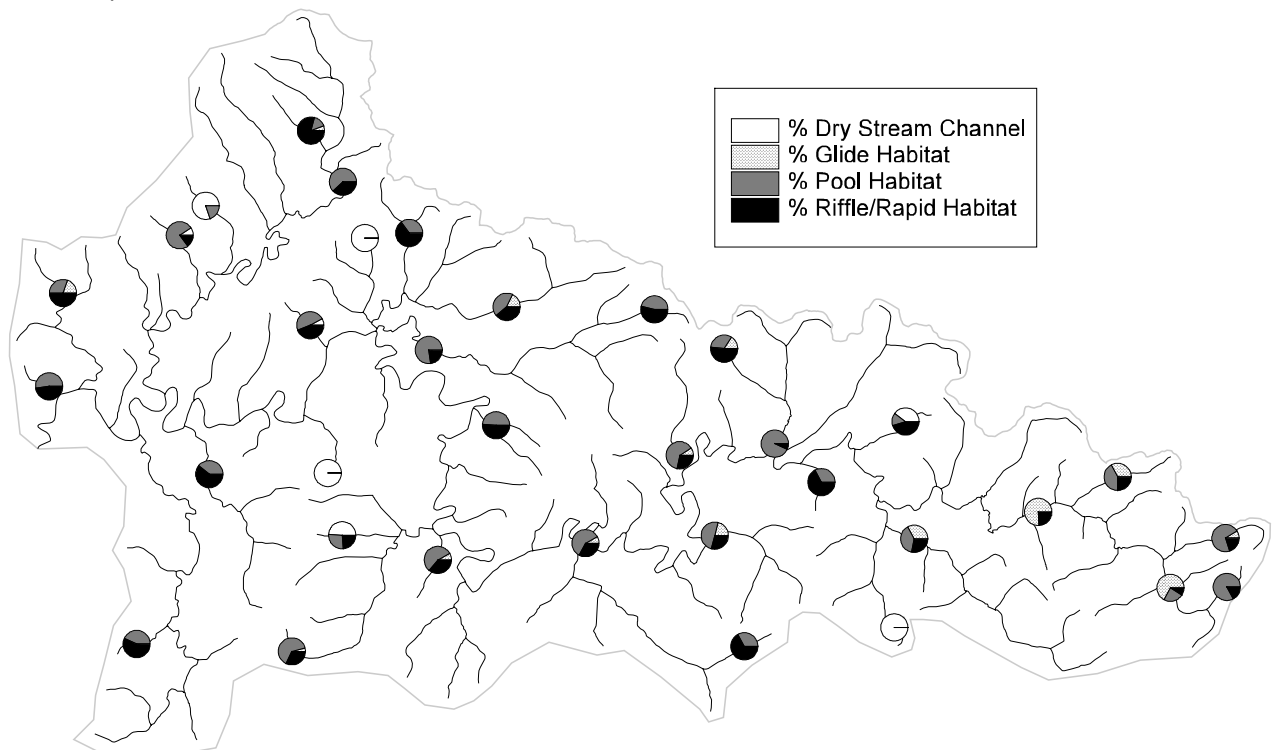 % Dry Stream Channel
% Glide Habitat
% Pool Habitat
% Riffle/Rapid Habitat